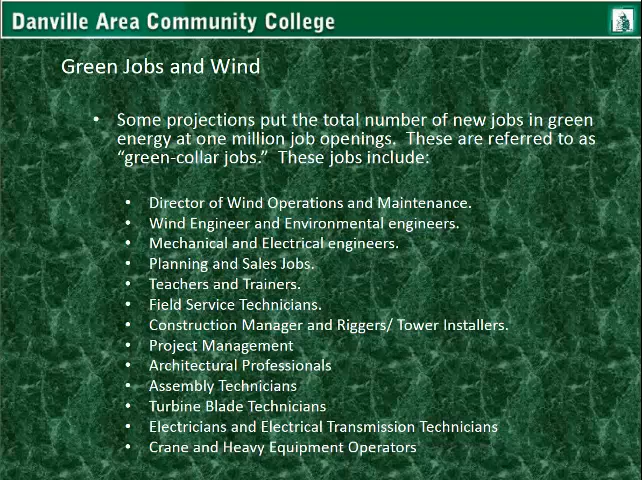 Danville Area Community College
Green Jobs and Wind
• Some projections put the total number of new jobs in green
energy at one million job openings.  These are referred to as
“green-collar jobs.”  These jobs include:
• Director of Wind Operations and Maintenance.
• Wind Engineer and Environmental engineers.
• Mechanical and Electrical engineers.
• Planning and Sales Jobs.
• Teachers and Trainers.
• Field Service Technicians.
• Construction Manager and Riggers/ Tower Installers.
• Project Management
• Architectural Professionals
• Assembly Technicians
• Turbine Blade Technicians
• Electricians and Electrical Transmission Technicians
• Crane and Heavy Equipment Operators